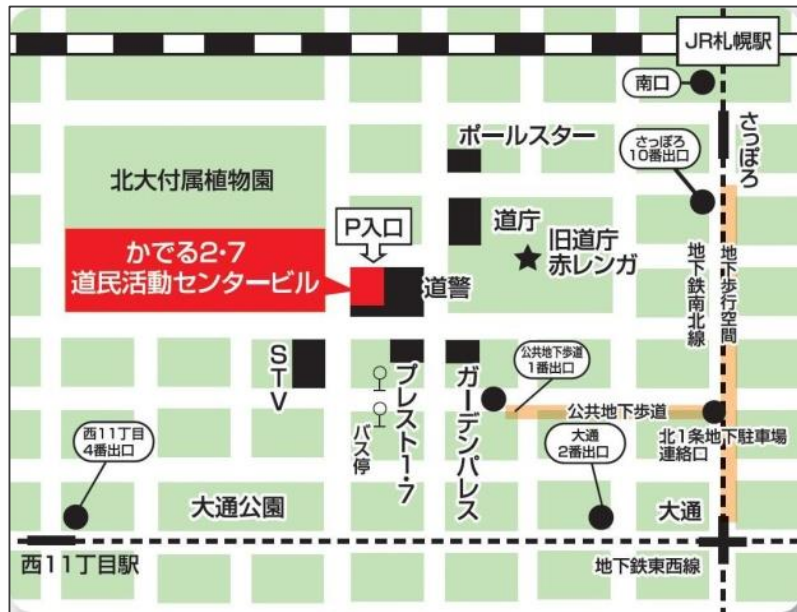 JR札幌駅
南口
さっぽろ
さっぽろ
10番出口
ポールスター
北大付属植物園
P入口
道庁
旧道庁
赤レンガ
かでる2・7
道民活動センタービル
道警
地下鉄南北線
地下歩行空間
STV
プレスト1・7
ガーデンパレス
バス停
公共地下歩道
1番出口
公共地下歩道
北1条地下駐車場
連絡口
西11丁目
4番出口
大通
2番出口
大通公園
大通
西11丁目駅
地下鉄東西線